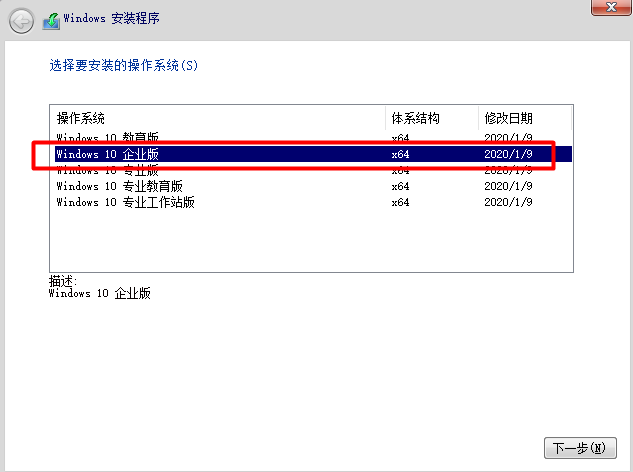 Windows 安装程序
选择要安装的操作系统(S)
操作系统 体系结构 修改日期
Windows 10 教育版 x64 2020/1/9
Windows 10 企业版 x64 2020/1/9
Windows 10 专业版 x64 2020/1/9
Windows 10 专业教育版 x64 2020/1/9
Windows 10 专业工作站版 x64 2020/1/9
描述:
Windows 10 企业版
下一步(N)